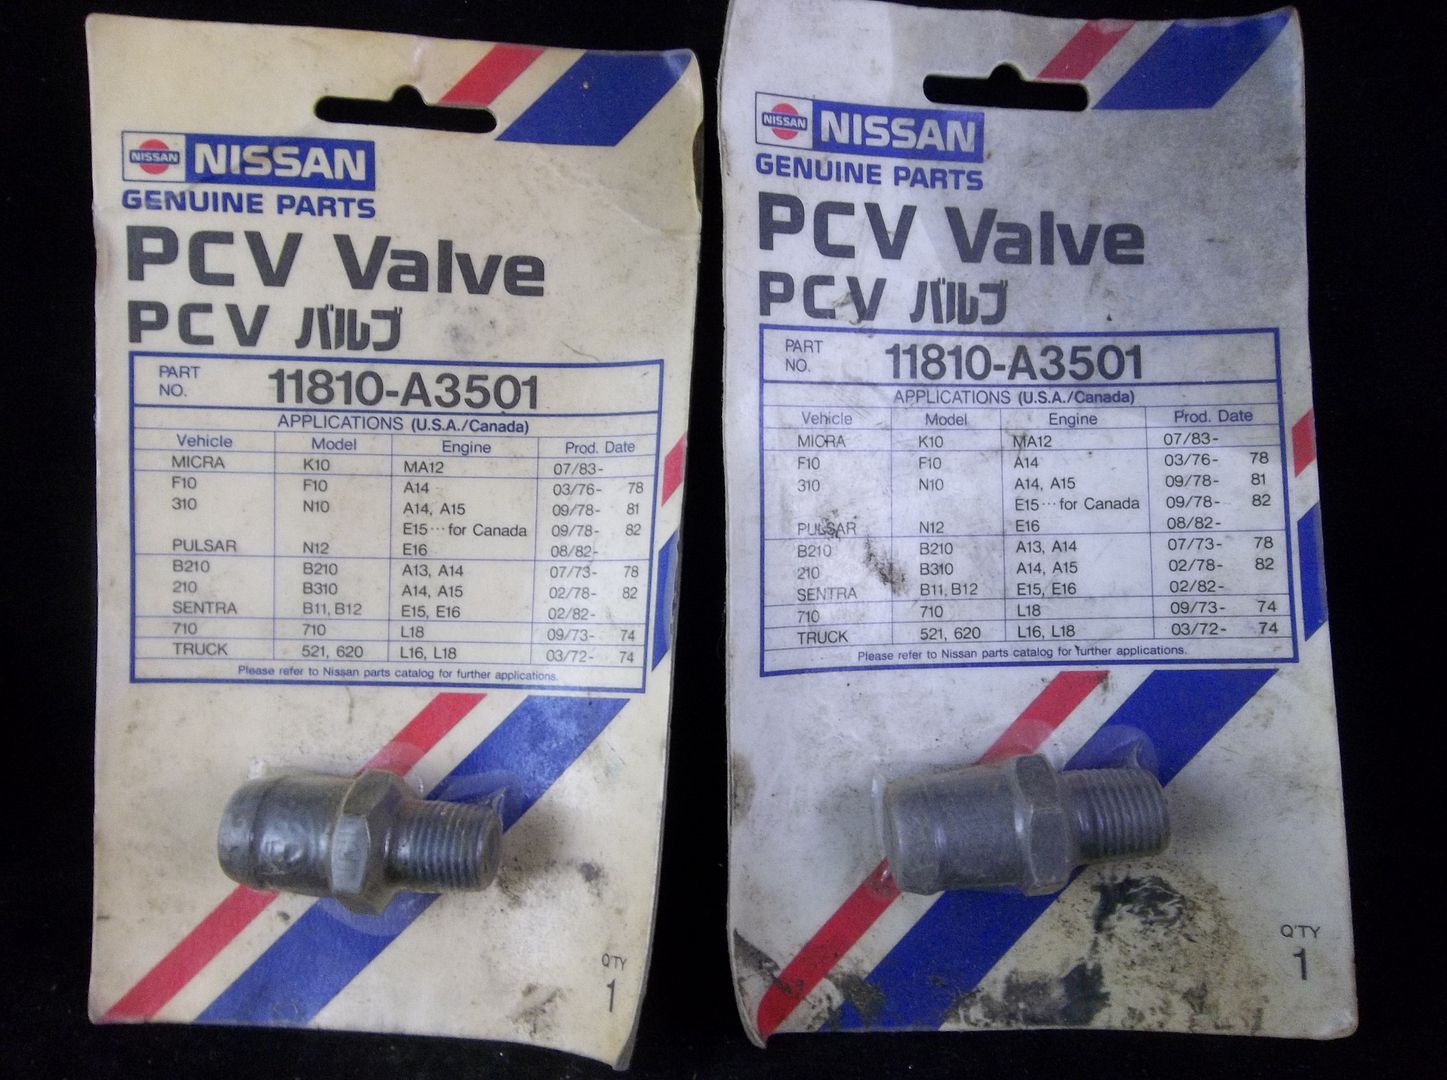 NISSAN NISSAN
GENUINE PARTS
PCV Valve
PCV バルブ
PART NO. 11810-A3501
APPLICATIONS (U.S.A./Canada)
Vehicle Model Engine Prod. Date
MICRA K10 MA12 07/83-
F10 F10 A14 03/76- 78
310 N10 A14, A15 09/78- 81
E15···for Canada 09/78- 82
PULSAR N12 E16 08/82-
B210 B210 A13, A14 07/73- 78
210 B310 A14, A15 02/78- 82
SENTRA B11, B12 E15, E16 02/82-
710 710 L18 09/73- 74
TRUCK 521, 620 L16, L18 03/72- 74
Please refer to Nissan parts catalog for further applications.
Q'TY
1
NISSAN NISSAN
GENUINE PARTS
PCV Valve
PCV バルブ
PART NO. 11810-A3501
APPLICATIONS (U.S.A./Canada)
Vehicle Model Engine Prod. Date
MICRA K10 MA12 07/83-
F10 F10 A14 03/76- 78
310 N10 A14, A15 09/78- 81
E15···for Canada 09/78- 82
PULSAR N12 E16 08/82-
B210 B210 A13, A14 07/73- 78
210 B310 A14, A15 02/78- 82
SENTRA B11, B12 E15, E16 02/82-
710 710 L18 09/73- 74
TRUCK 521, 620 L16, L18 03/72- 74
Please refer to Nissan parts catalog for further applications.
Q'TY
1